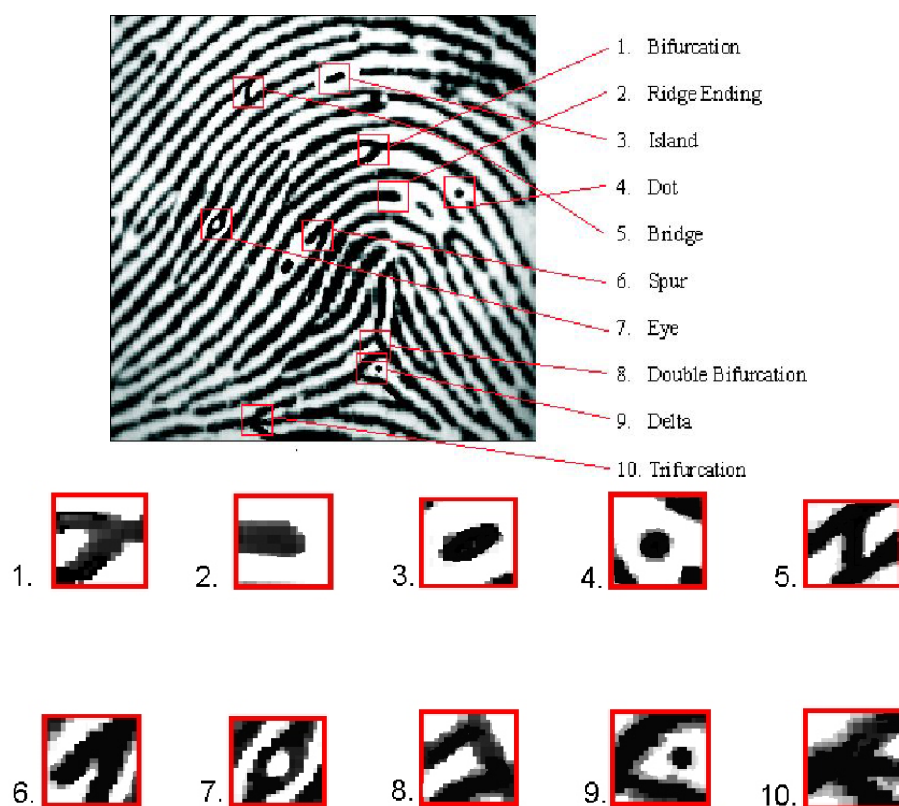 1. Bifurcation
2. Ridge Ending
3. Island
4. Dot
5. Bridge
6. Spur
7. Eye
8. Double Bifurcation
9. Delta
10. Trifurcation
1. 2. 3. 4. 5.
6. 7. 8. 9. 10.